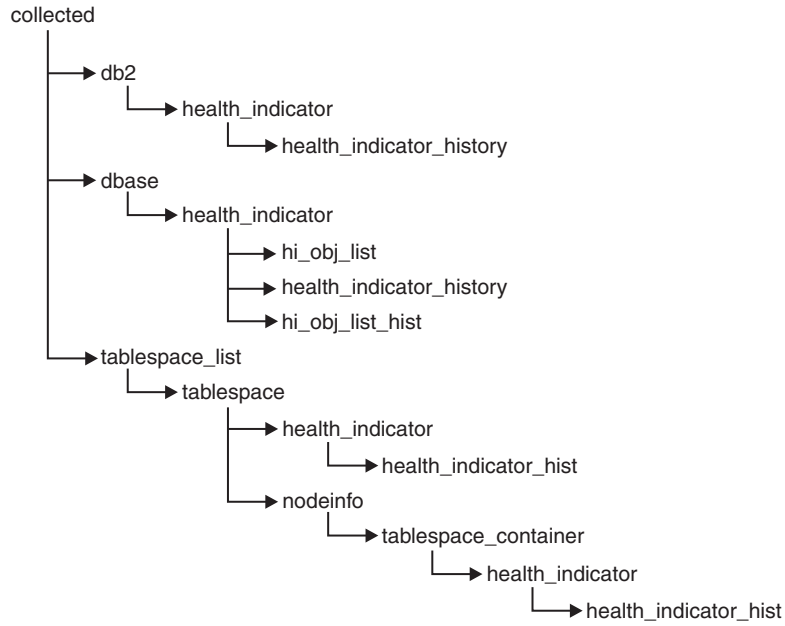 collected
db2
health_indicator
health_indicator_history
dbase
health_indicator
hi_obj_list
health_indicator_history
hi_obj_list_hist
tablespace_list
tablespace
health_indicator
health_indicator_hist
nodeinfo
tablespace_container
health_indicator
health_indicator_hist